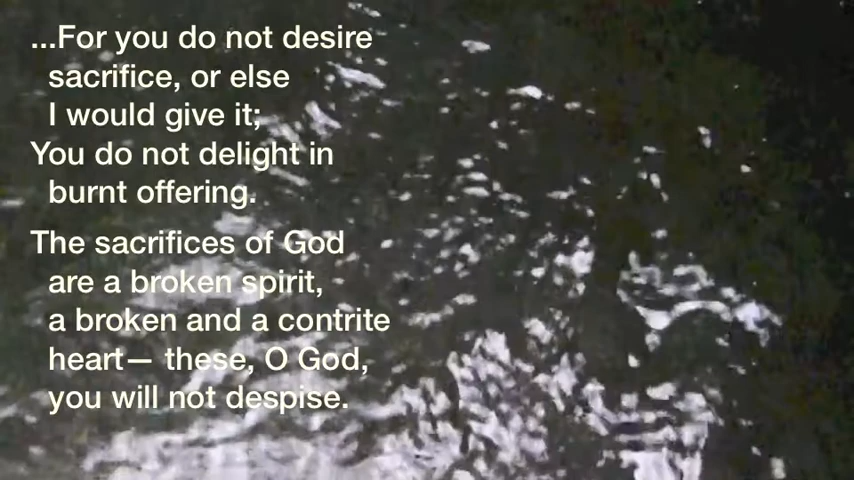 ...For you do not desire
sacrifice, or else
I would give it;
You do not delight in
burnt offering.
The sacrifices of God
are a broken spirit,
a broken and a contrite
heart— these, O God,
you will not despise.